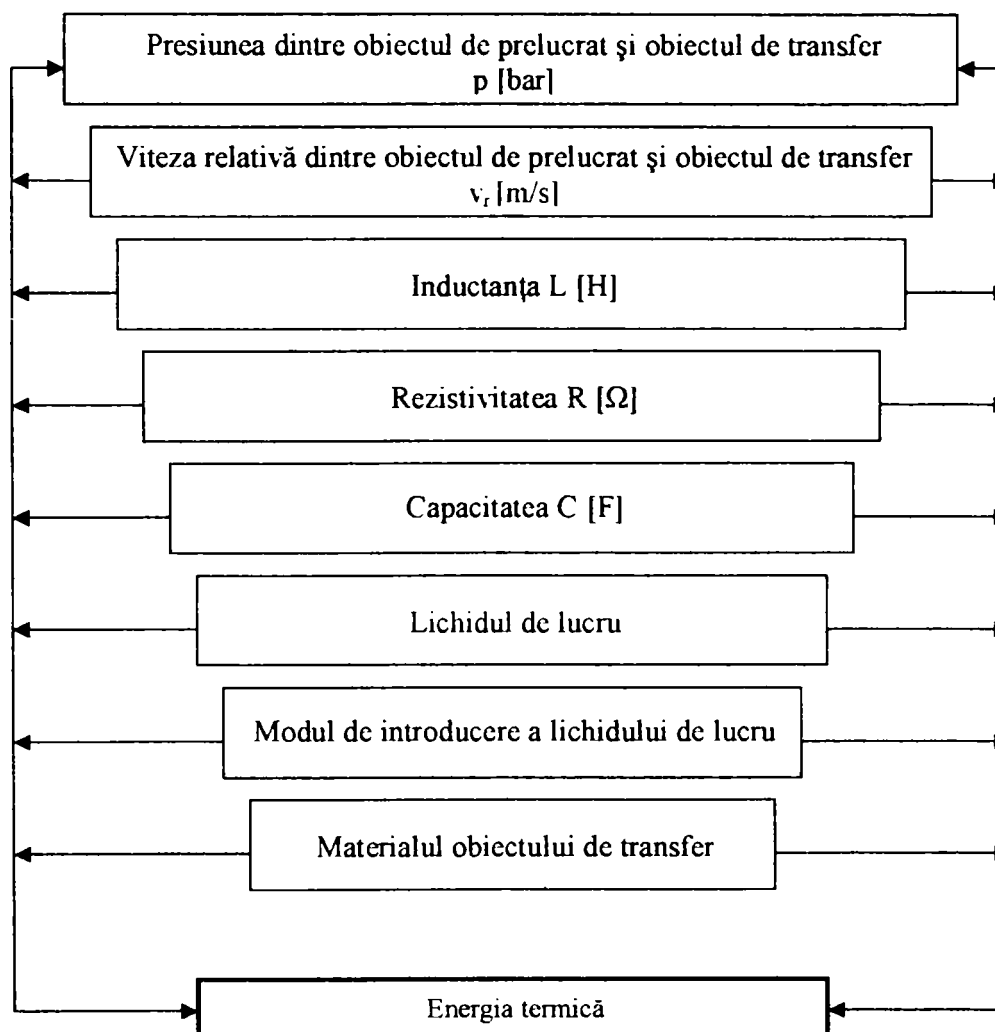 Presiunea dintre obiectul de prelucrat şi obiectul de transfer
p [bar]
Viteza relativă dintre obiectul de prelucrat şi obiectul de transfer
vᵣ [m/s]
Inductanţa L [H]
Rezistivitatea R [Ω]
Capacitatea C [F]
Lichidul de lucru
Modul de introducere a lichidului de lucru
Materialul obiectului de transfer
Energia termică